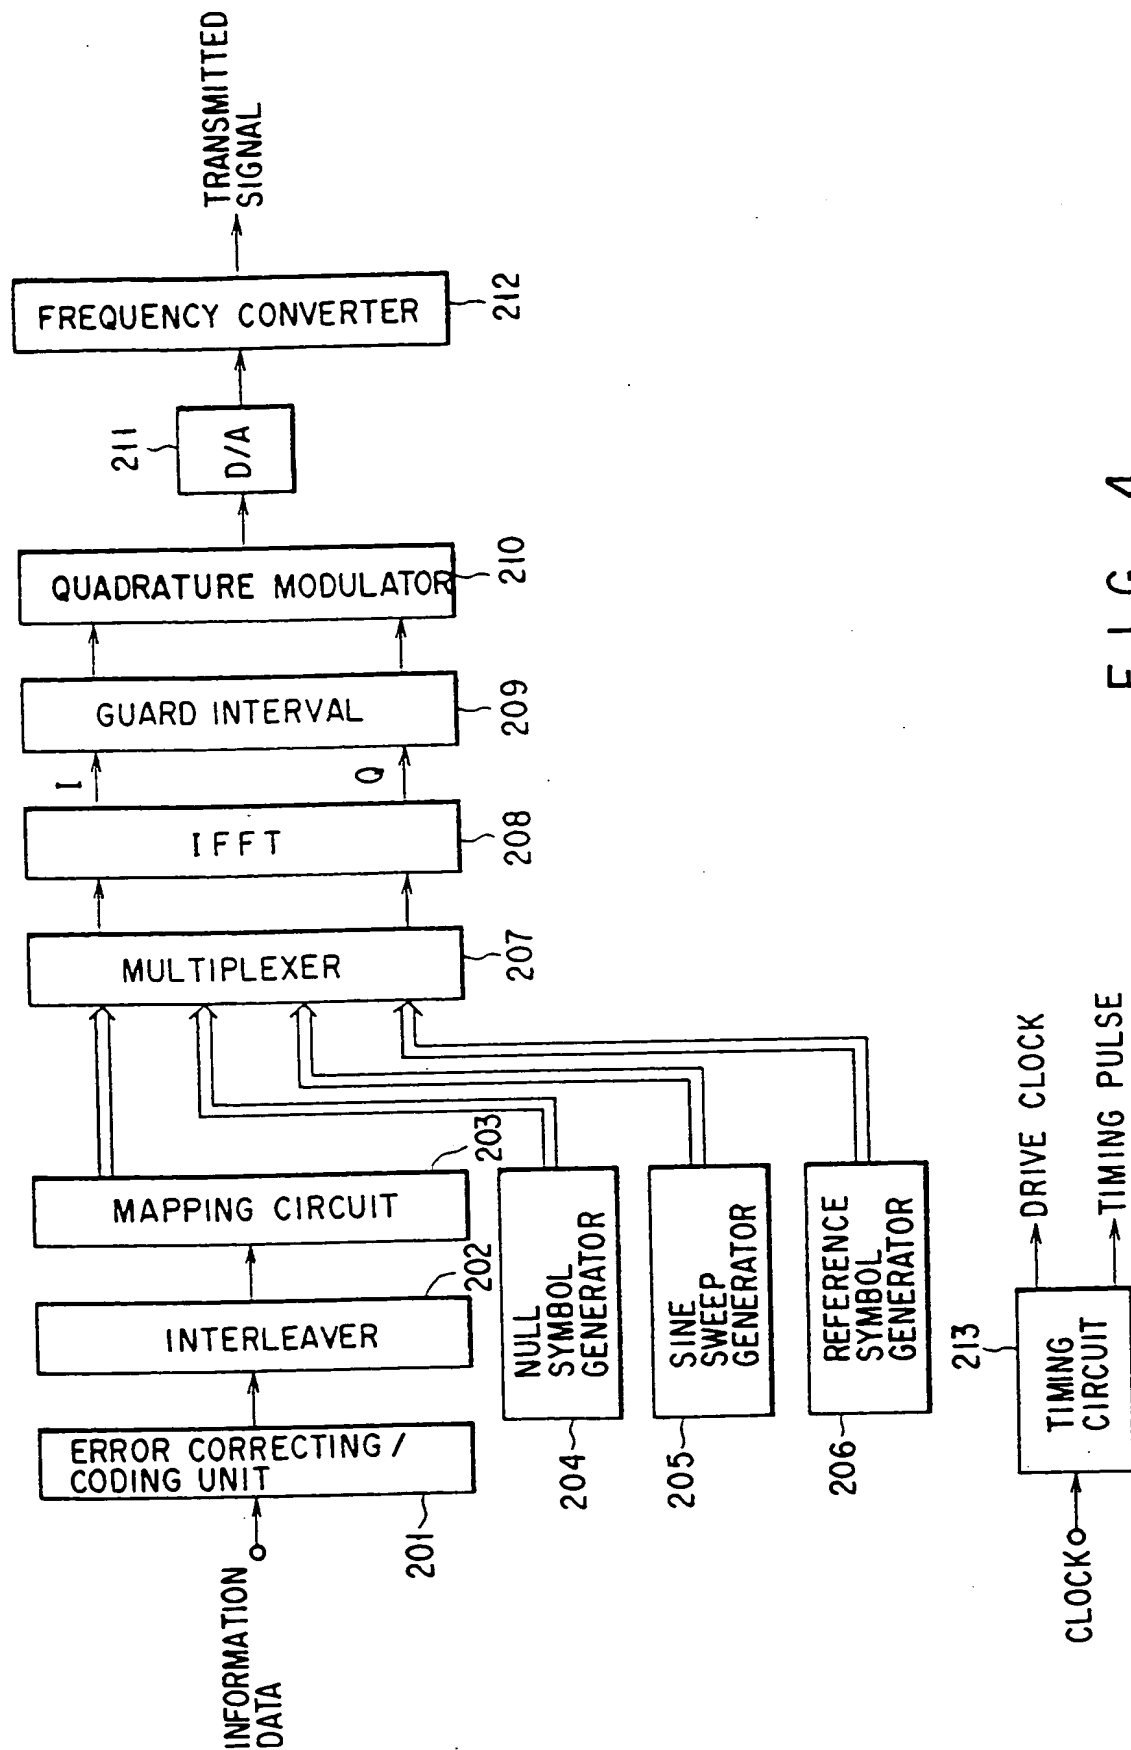 INFORMATION
DATA
ERROR CORRECTING /
CODING UNIT
201
INTERLEAVER
202
MAPPING CIRCUIT
203
NULL
SYMBOL
GENERATOR
204
SINE
SWEEP
GENERATOR
205
REFERENCE
SYMBOL
GENERATOR
206
MULTIPLEXER
207
IFFT
208
I
Q
GUARD INTERVAL
209
QUADRATURE MODULATOR
210
D/A
211
FREQUENCY CONVERTER
212
TRANSMITTED
SIGNAL
CLOCK
TIMING
CIRCUIT
213
DRIVE CLOCK
TIMING PULSE
FIG. 4